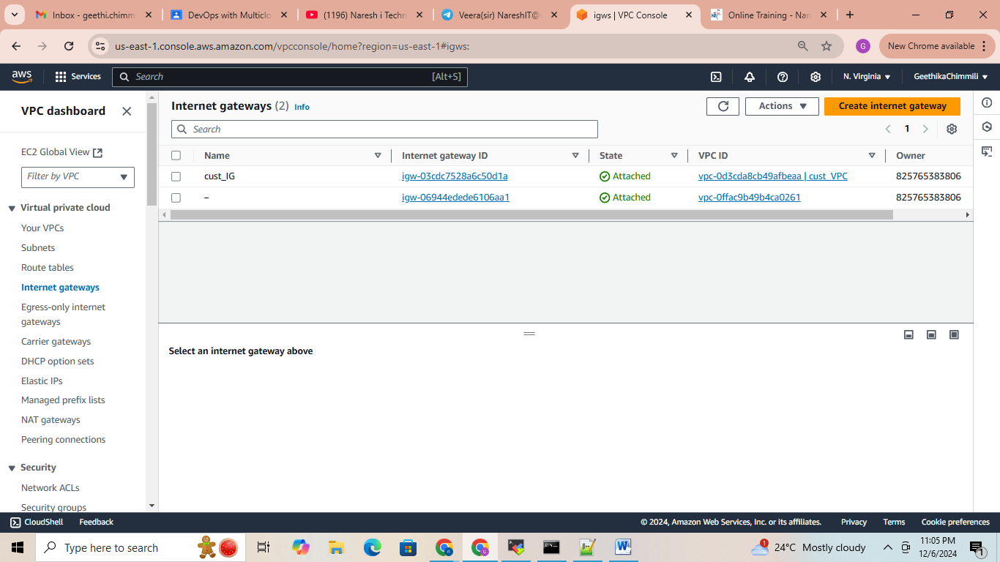 Inbox - geethi.chimm
DevOps with Multiclo
(1196) Naresh i Techn
Veera(sir) NareshIT@
igws | VPC Console
Online Training - Nar
us-east-1.console.aws.amazon.com/vpcconsole/home?region=us-east-1#igws:
G
New Chrome available
aws
Services
Search
[Alt+S]
N. Virginia
GeethikaChimmili
VPC dashboard
EC2 Global View
Filter by VPC
Virtual private cloud
Your VPCs
Subnets
Route tables
Internet gateways
Egress-only internet
gateways
Carrier gateways
DHCP option sets
Elastic IPs
Managed prefix lists
NAT gateways
Peering connections
Security
Network ACLs
Security groups
Internet gateways (2) Info
Actions
Create internet gateway
Search
1
Name Internet gateway ID State VPC ID Owner
cust_IG igw-03cdc7528a6c50d1a Attached vpc-0d3cda8cb49afbeaa | cust_VPC 825765383806
– igw-06944edede6106aa1 Attached vpc-0ffac9b49b4ca0261 825765383806
Select an internet gateway above
CloudShell Feedback © 2024, Amazon Web Services, Inc. or its affiliates. Privacy Terms Cookie preferences
Type here to search
1
24°C Mostly cloudy
11:05 PM
12/6/2024
1